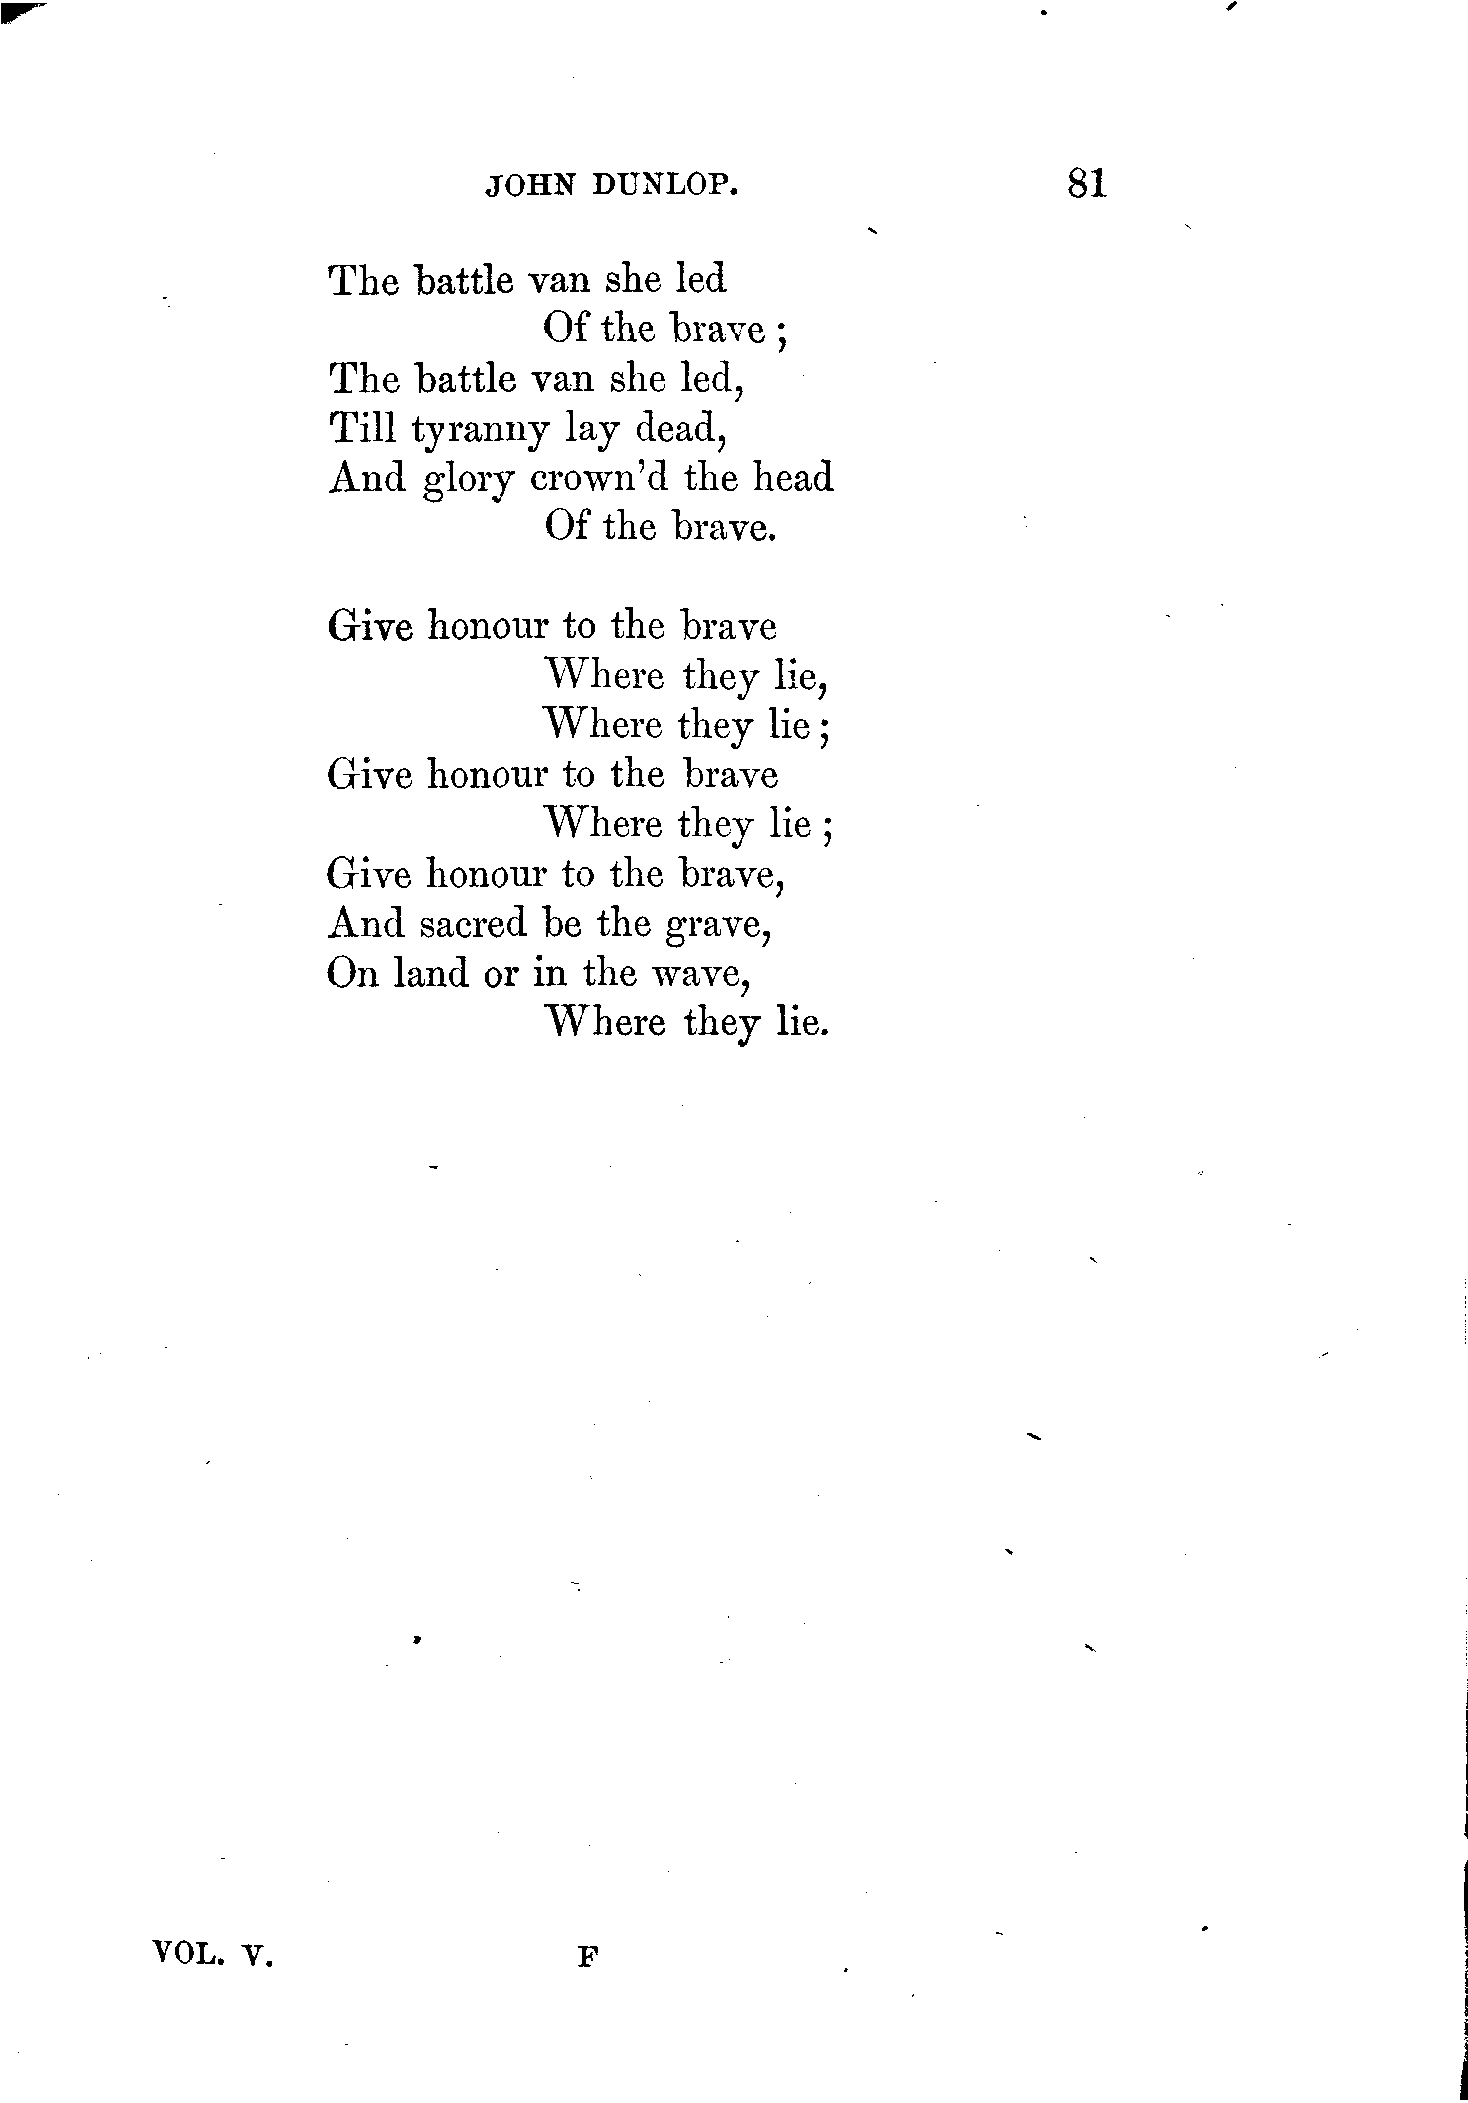 JOHN DUNLOP. 81
The battle van she led
Of the brave ;
The battle van she led,
Till tyranny lay dead,
And glory crown'd the head
Of the brave.
Give honour to the brave
Where they lie,
Where they lie ;
Give honour to the brave
Where they lie ;
Give honour to the brave,
And sacred be the grave,
On land or in the wave,
Where they lie.
VOL. V. F